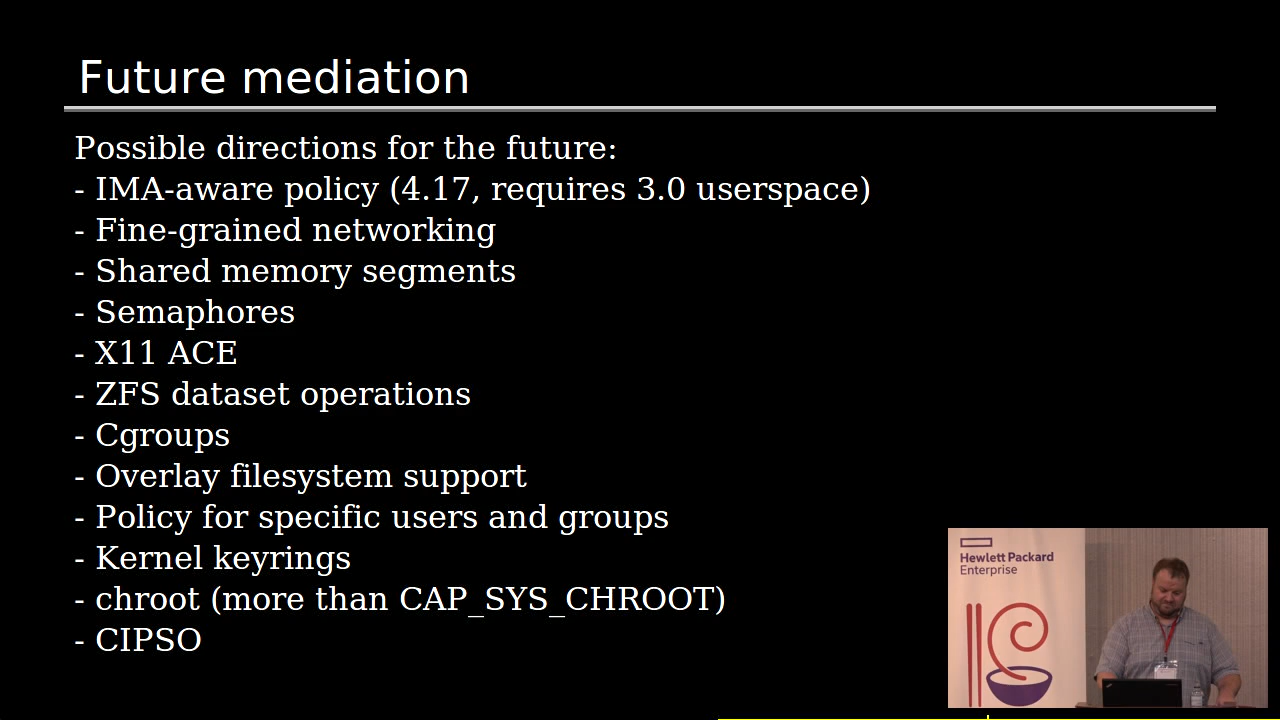 Future mediation
Possible directions for the future:
- IMA-aware policy (4.17, requires 3.0 userspace)
- Fine-grained networking
- Shared memory segments
- Semaphores
- X11 ACE
- ZFS dataset operations
- Cgroups
- Overlay filesystem support
- Policy for specific users and groups
- Kernel keyrings
- chroot (more than CAP_SYS_CHROOT)
- CIPSO
Hewlett Packard
Enterprise